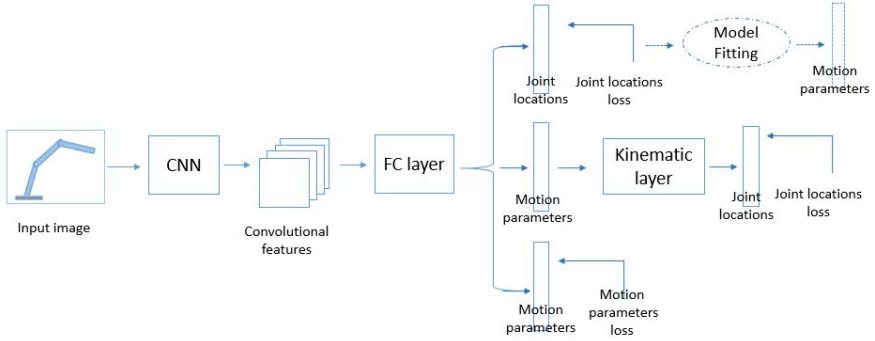 Model
Fitting
Joint
locations
Joint locations
loss
Motion
parameters
CNN
FC layer
Kinematic
layer
Input image
Convolutional
features
Motion
parameters
Joint
locations
Joint locations
loss
Motion
parameters
Motion
parameters
loss